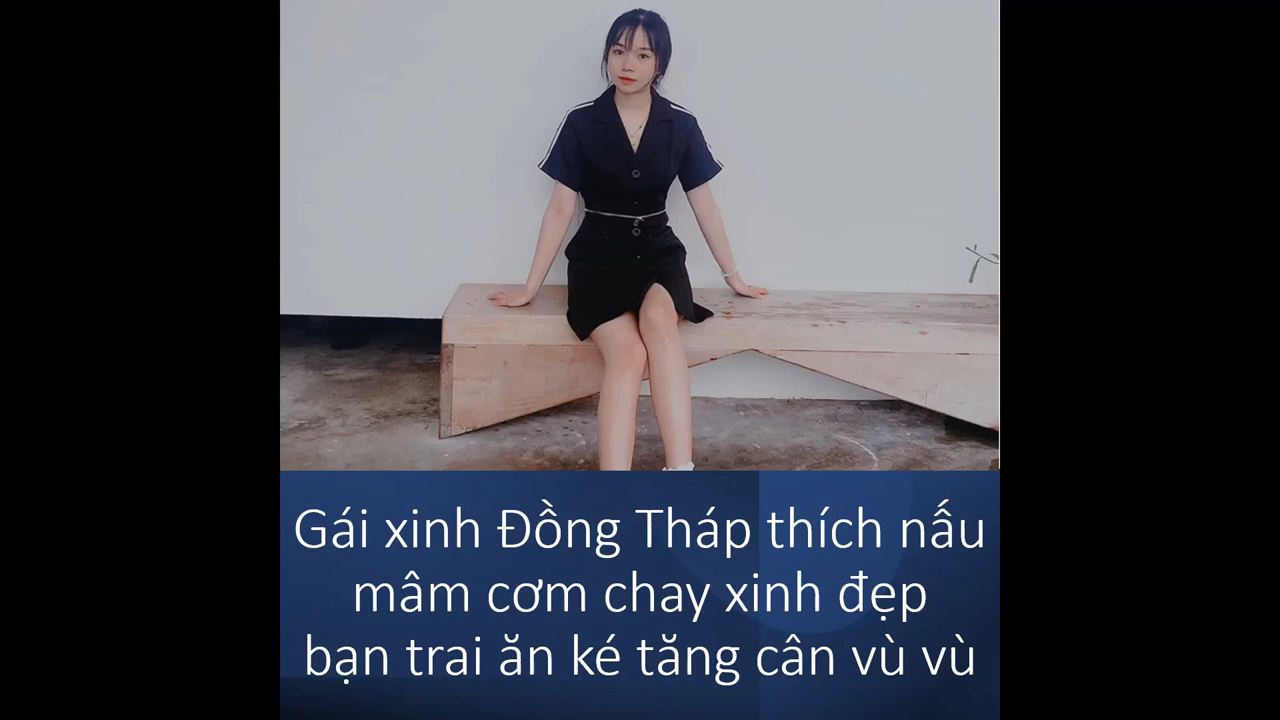 Gái xinh Đồng Tháp thích nấu
mâm cơm chay xinh đẹp
bạn trai ăn ké tăng cân vù vù